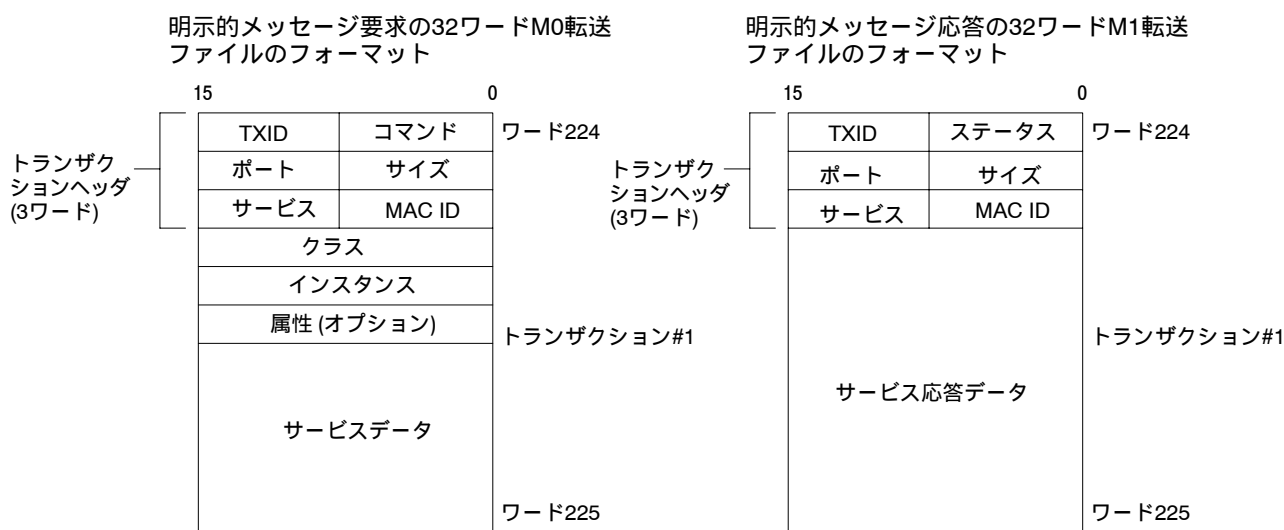 明示的メッセージ要求の32ワードM0転送
ファイルのフォーマット
15
0
TXID
コマンド
ワード224
ポート
サイズ
サービス
MAC ID
トランザク
ションヘッダ
(3ワード)
クラス
インスタンス
属性 (オプション)
トランザクション#1
サービスデータ
ワード225
明示的メッセージ応答の32ワードM1転送
ファイルのフォーマット
15
0
TXID
ステータス
ワード224
ポート
サイズ
サービス
MAC ID
トランザク
ションヘッダ
(3ワード)
トランザクション#1
サービス応答データ
ワード225